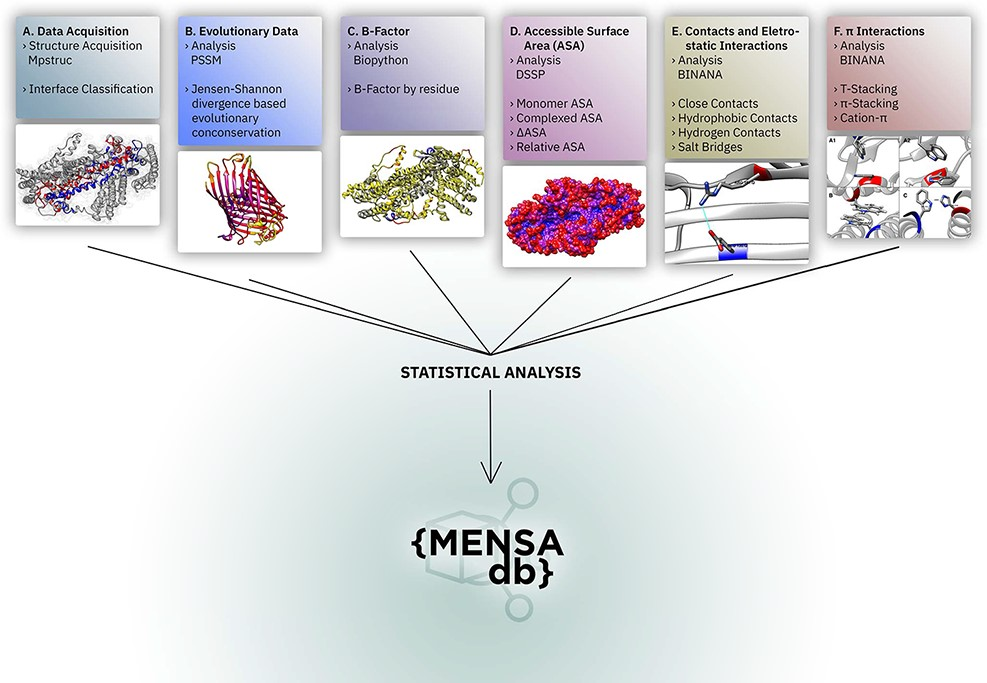 A. Data Acquisition
› Structure Acquisition
Mpstruc
› Interface Classification
B. Evolutionary Data
› Analysis
PSSM
› Jensen-Shannon
divergence based
evolutionary
conconservation
C. B-Factor
› Analysis
Biopython
› B-Factor by residue
D. Accessible Surface
Area (ASA)
› Analysis
DSSP
› Monomer ASA
› Complexed ASA
› ΔASA
› Relative ASA
E. Contacts and Eletro-
static Interactions
› Analysis
BINANA
› Close Contacts
› Hydrophobic Contacts
› Hydrogen Contacts
› Salt Bridges
F. π Interactions
› Analysis
BINANA
› T-Stacking
› π-Stacking
› Cation-π
A1
A2
B
C
STATISTICAL ANALYSIS
{MENSA
db}